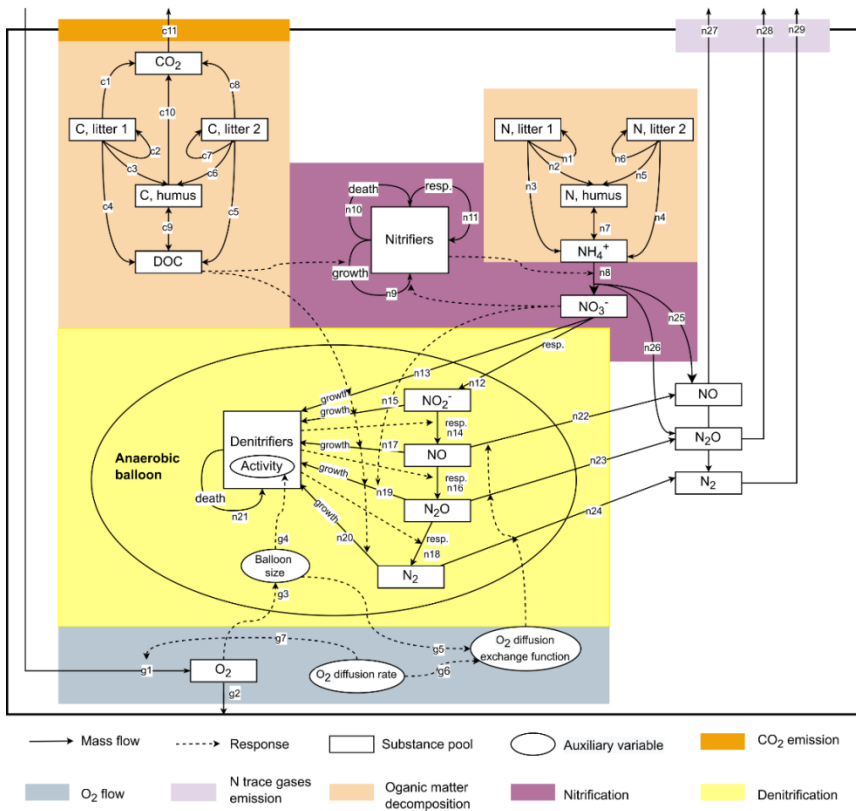 c11
n27
n28
n29
CO2
c1
c8
c10
C, litter 1
C, litter 2
c2
c7
c3
c6
c4
C, humus
c5
c9
DOC
N, litter 1
N, litter 2
n1
n6
n2
n5
n3
N, humus
n4
n7
NH4+
death
resp.
n10
n11
Nitrifiers
growth
n9
n8
NO3-
n25
n26
resp.
n13
n12
NO
N2O
N2
growth
n15
growth
NO2-
resp.
n14
Denitrifiers
Activity
growth
n17
NO
n22
Anaerobic
balloon
growth
n19
resp.
n16
n23
death
n21
N2O
n24
growth
n20
resp.
n18
g4
Balloon
size
N2
g3
g7
g5
O2 diffusion
exchange function
g1
O2
O2 diffusion rate
g6
g2
Mass flow
Response
Substance pool
Auxiliary variable
CO2 emission
O2 flow
N trace gases
emission
Oganic matter
decomposition
Nitrification
Denitrification